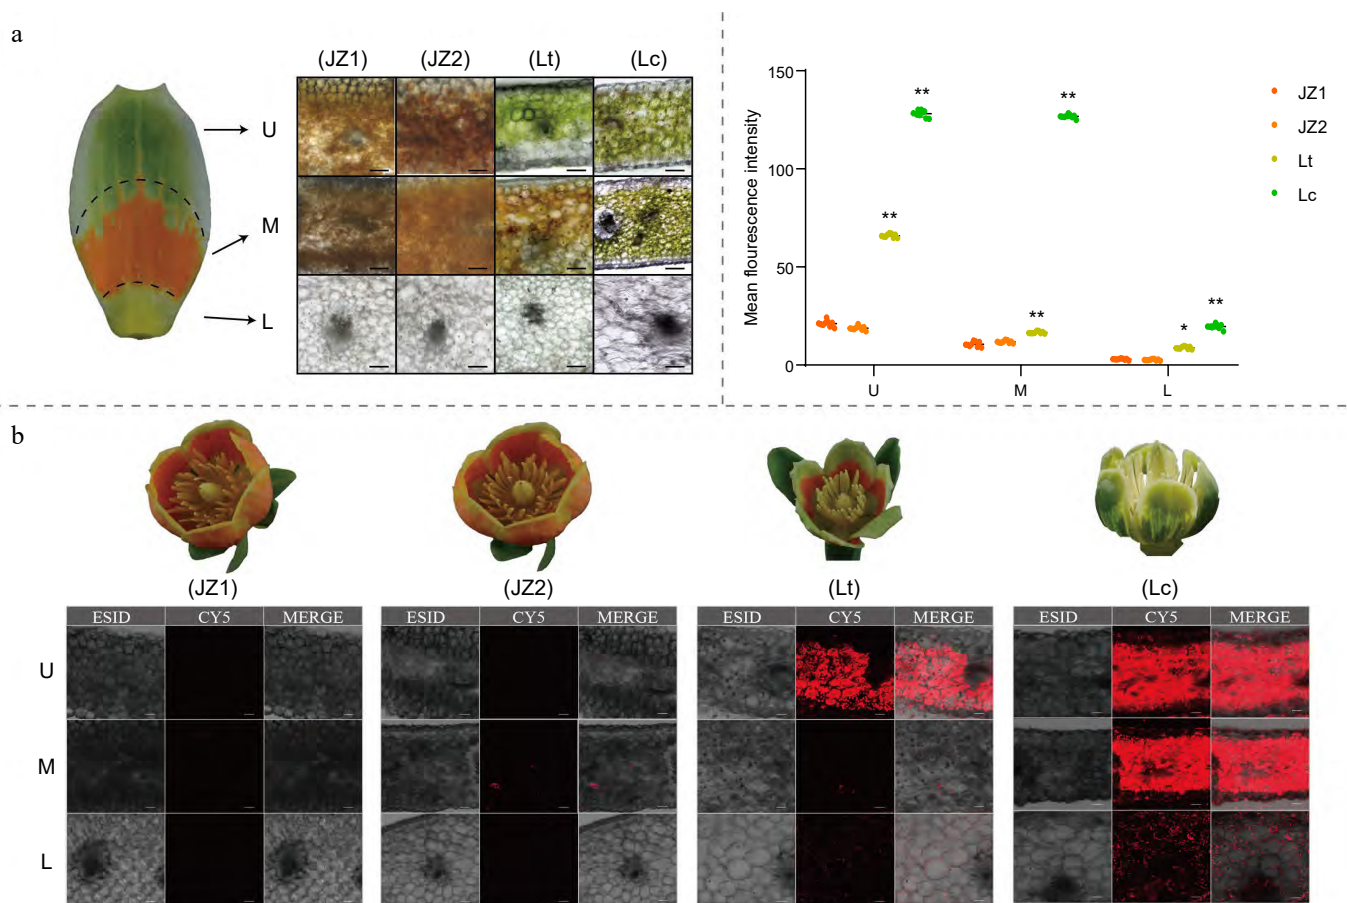 a
(JZ1) (JZ2) (Lt) (Lc)
U
M
L
Mean flourescence intensity
150
100
50
0
** ** ** ** * **
U M L
JZ1
JZ2
Lt
Lc
b
(JZ1) (JZ2) (Lt) (Lc)
ESID CY5 MERGE ESID CY5 MERGE ESID CY5 MERGE ESID CY5 MERGE
U
M
L